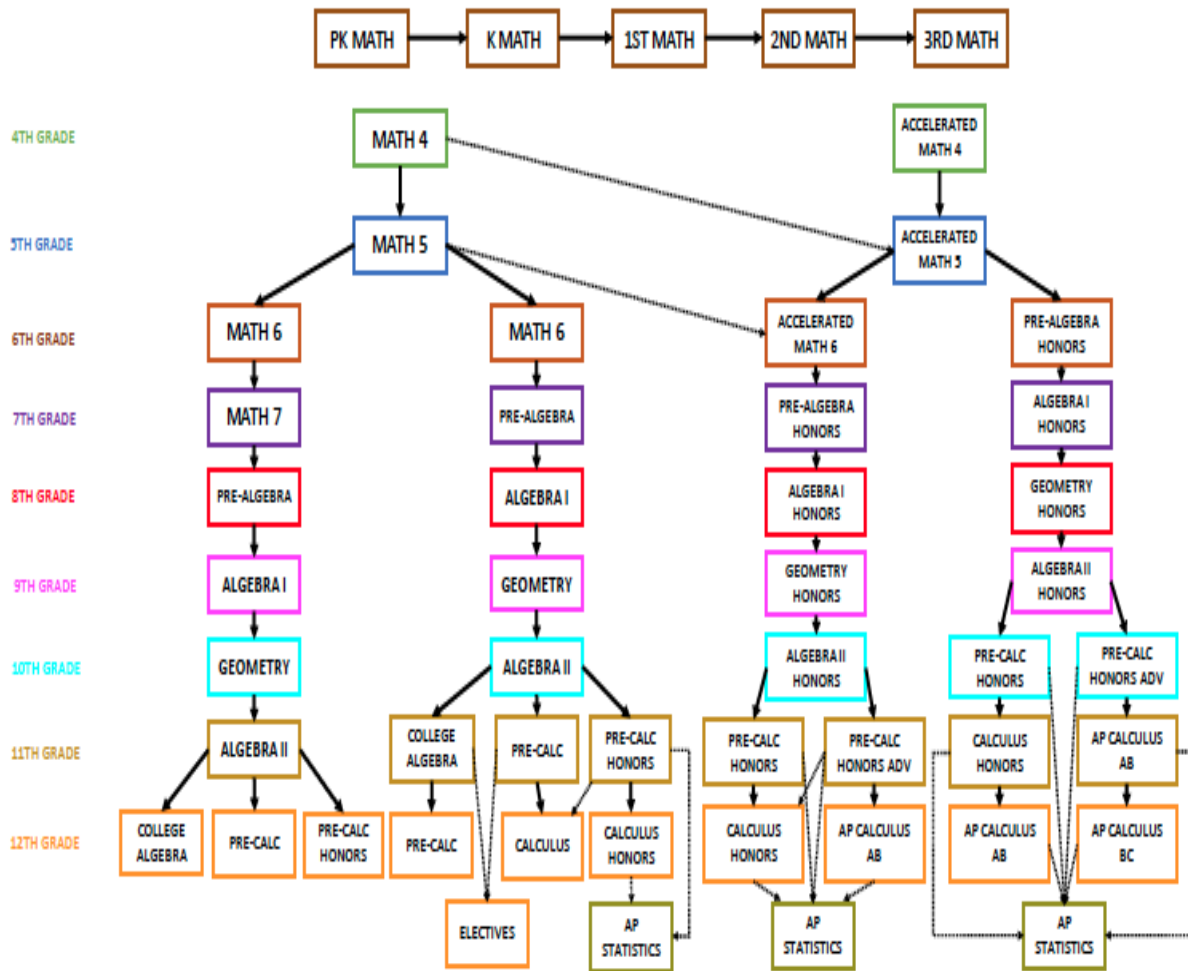 PK MATH
K MATH
1ST MATH
2ND MATH
3RD MATH
4TH GRADE
MATH 4
ACCELERATED
MATH 4
5TH GRADE
MATH 5
ACCELERATED
MATH 5
6TH GRADE
MATH 6
MATH 6
ACCELERATED
MATH 6
PRE-ALGEBRA
HONORS
7TH GRADE
MATH 7
PRE-ALGEBRA
PRE-ALGEBRA
HONORS
ALGEBRA I
HONORS
8TH GRADE
PRE-ALGEBRA
ALGEBRA I
ALGEBRA I
HONORS
GEOMETRY
HONORS
9TH GRADE
ALGEBRA I
GEOMETRY
GEOMETRY
HONORS
ALGEBRA II
HONORS
10TH GRADE
GEOMETRY
ALGEBRA II
ALGEBRA II
HONORS
PRE-CALC
HONORS
PRE-CALC
HONORS ADV
11TH GRADE
ALGEBRA II
COLLEGE
ALGEBRA
PRE-CALC
PRE-CALC
HONORS
PRE-CALC
HONORS
PRE-CALC
HONORS ADV
CALCULUS
HONORS
AP CALCULUS
AB
12TH GRADE
COLLEGE
ALGEBRA
PRE-CALC
PRE-CALC
HONORS
PRE-CALC
CALCULUS
CALCULUS
HONORS
CALCULUS
HONORS
AP CALCULUS
AB
AP CALCULUS
AB
AP CALCULUS
BC
ELECTIVES
AP
STATISTICS
AP
STATISTICS
AP
STATISTICS